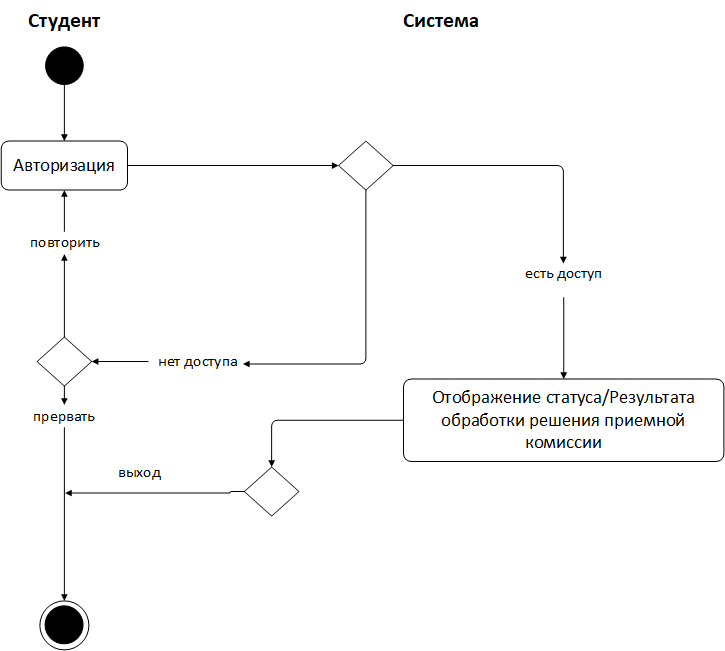 Студент
Система
Авторизация
повторить
есть доступ
нет доступа
прервать
Отображение статуса/Результата
обработки решения приемной
комиссии
выход